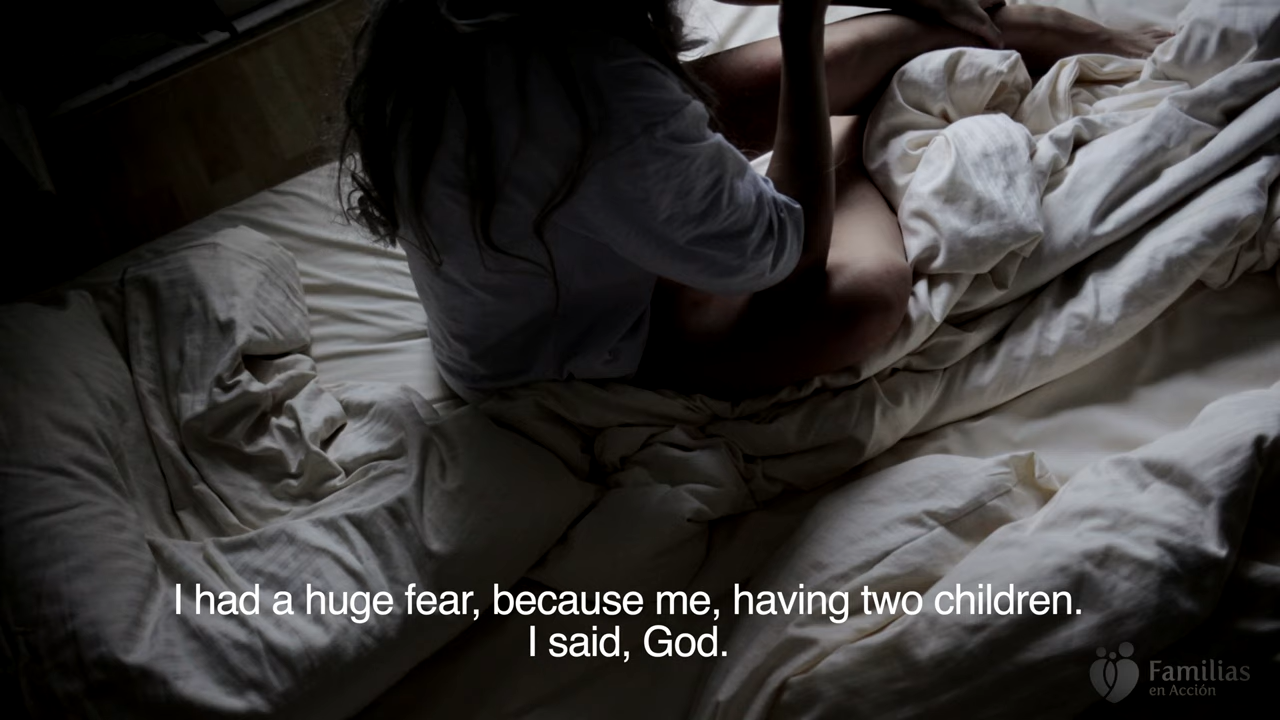 I had a huge fear, because me, having two children.
I said, God.
Familias
en Acción